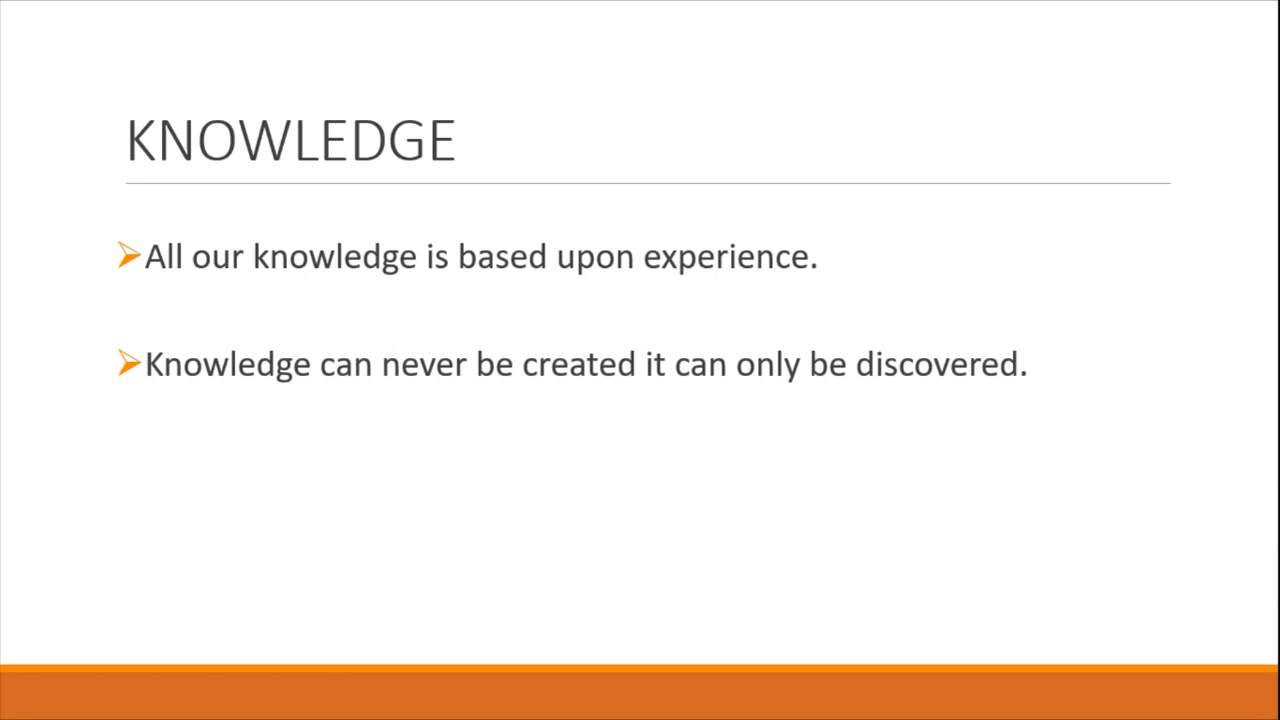 KNOWLEDGE
All our knowledge is based upon experience.
Knowledge can never be created it can only be discovered.